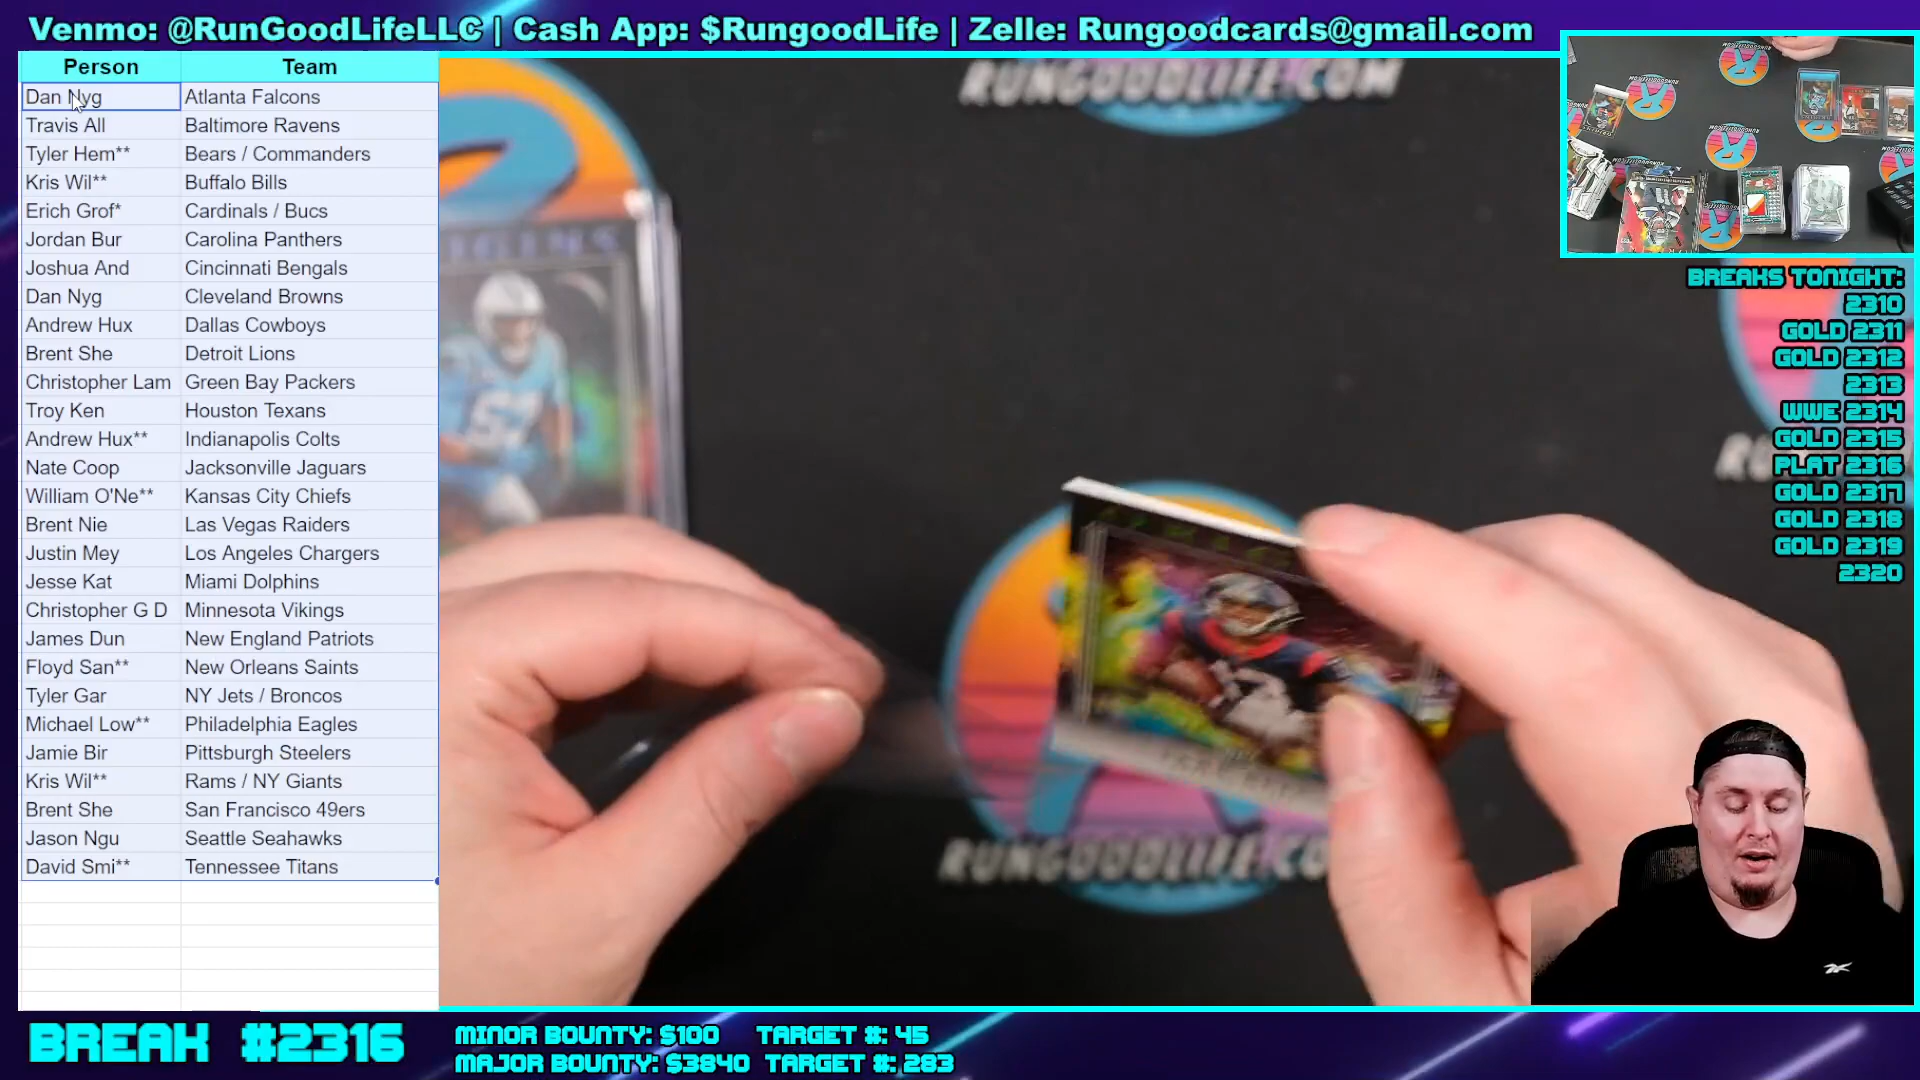 Venmo: @RunGoodLifeLLC | Cash App: $RungoodLife | Zelle: Rungoodcards@gmail.com
Person Team
Dan Nyg Atlanta Falcons
Travis All Baltimore Ravens
Tyler Hem** Bears / Commanders
Kris Wil** Buffalo Bills
Erich Grof* Cardinals / Bucs
Jordan Bur Carolina Panthers
Joshua And Cincinnati Bengals
Dan Nyg Cleveland Browns
Andrew Hux Dallas Cowboys
Brent She Detroit Lions
Christopher Lam Green Bay Packers
Troy Ken Houston Texans
Andrew Hux** Indianapolis Colts
Nate Coop Jacksonville Jaguars
William O'Ne** Kansas City Chiefs
Brent Nie Las Vegas Raiders
Justin Mey Los Angeles Chargers
Jesse Kat Miami Dolphins
Christopher G D Minnesota Vikings
James Dun New England Patriots
Floyd San** New Orleans Saints
Tyler Gar NY Jets / Broncos
Michael Low** Philadelphia Eagles
Jamie Bir Pittsburgh Steelers
Kris Wil** Rams / NY Giants
Brent She San Francisco 49ers
Jason Ngu Seattle Seahawks
David Smi** Tennessee Titans
RUNGOODLIFE.COM
RUNGOODLIFE.CO
BREAKS TONIGHT:
2310
GOLD 2311
GOLD 2312
2313
WWE 2314
GOLD 2315
PLAT 2316
GOLD 2317
GOLD 2318
GOLD 2319
2320
BREAK #2316
MINOR BOUNTY: $100 TARGET #: 45
MAJOR BOUNTY: $3840 TARGET #: 283